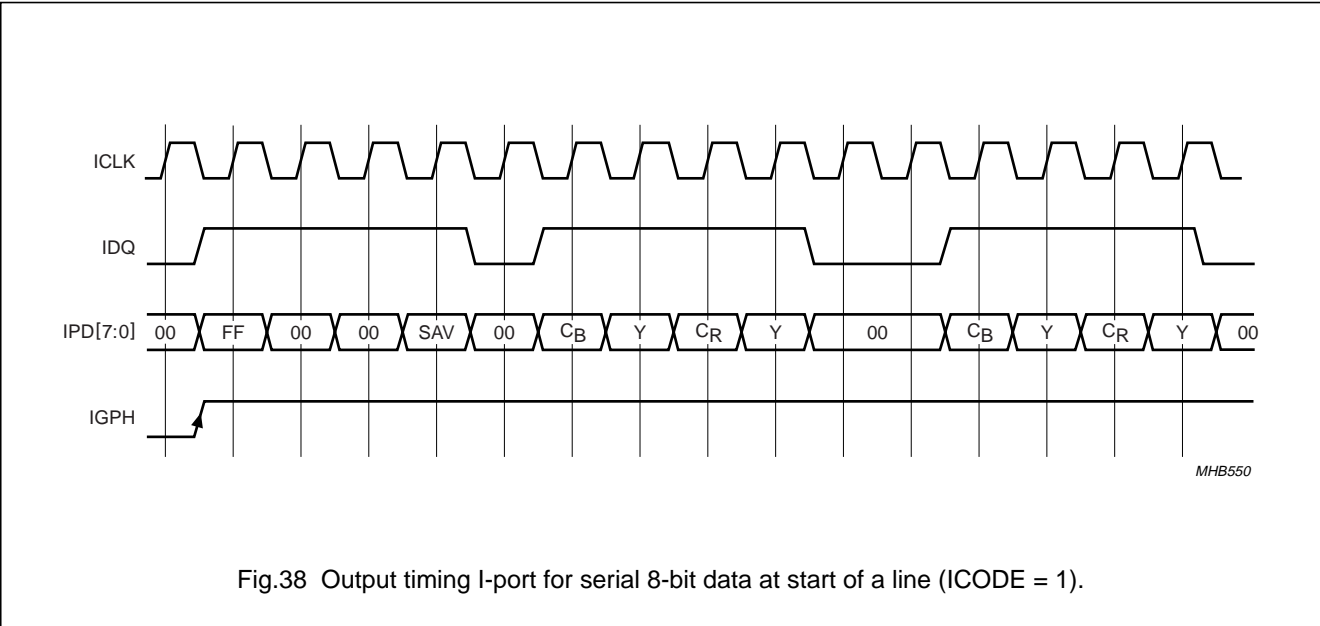 ICLK
IDQ
IPD[7:0] 00 FF 00 00 SAV 00 CB Y CR Y 00 CB Y CR Y 00
IGPH
MHB550
Fig.38 Output timing I-port for serial 8-bit data at start of a line (ICODE = 1).